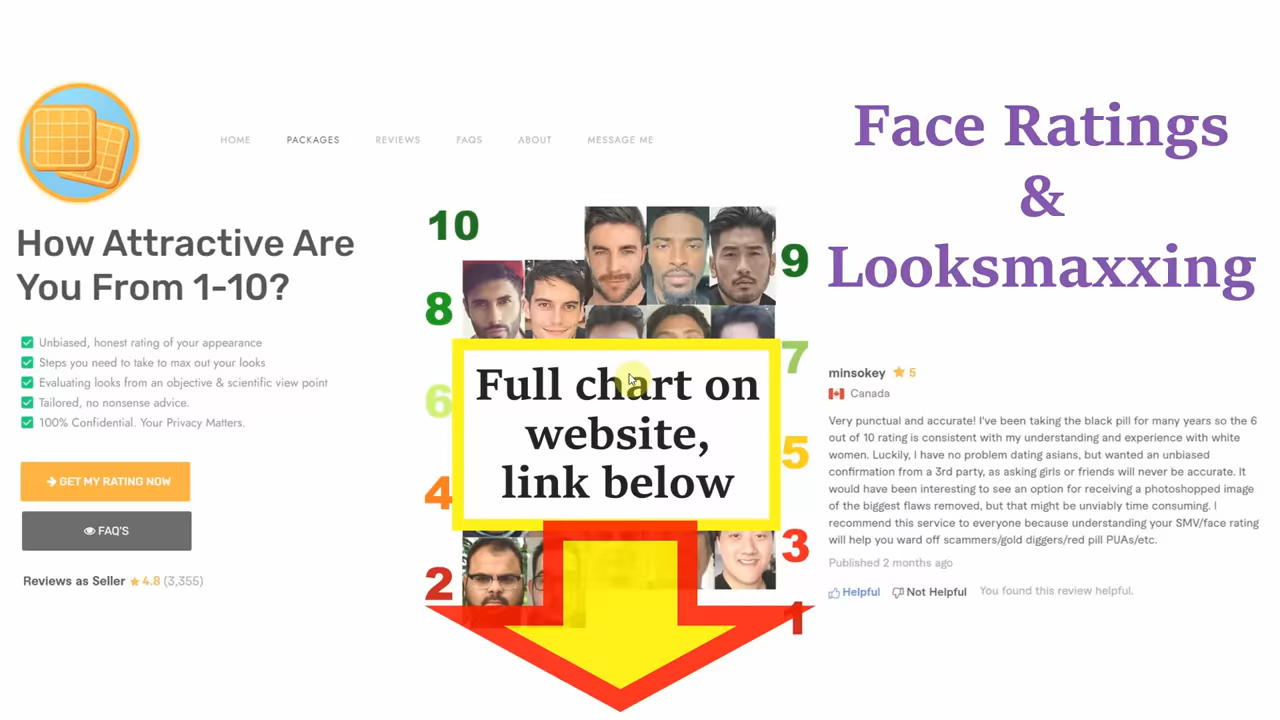 HOME PACKAGES REVIEWS FAQS ABOUT MESSAGE ME
How Attractive Are
You From 1-10?
Unbiased, honest rating of your appearance
Steps you need to take to max out your looks
Evaluating looks from an objective & scientific view point
Tailored, no nonsense advice.
100% Confidential. Your Privacy Matters.
GET MY RATING NOW
FAQ'S
Reviews as Seller 4.8 (3,355)
10
9
8
7
6
5
4
3
2
1
Full chart on
website,
link below
Face Ratings
&
Looksmaxxing
minsokey 5
Canada
Very punctual and accurate! I've been taking the black pill for many years so the 6
out of 10 rating is consistent with my understanding and experience with white
women. Luckily, I have no problem dating asians, but wanted an unbiased
confirmation from a 3rd party, as asking girls or friends will never be accurate. It
would have been interesting to see an option for receiving a photoshopped image
of the biggest flaws removed, but that might be unviably time consuming. I
recommend this service to everyone because understanding your SMV/face rating
will help you ward off scammers/gold diggers/red pill PUAs/etc.
Published 2 months ago
Helpful Not Helpful You found this review helpful.